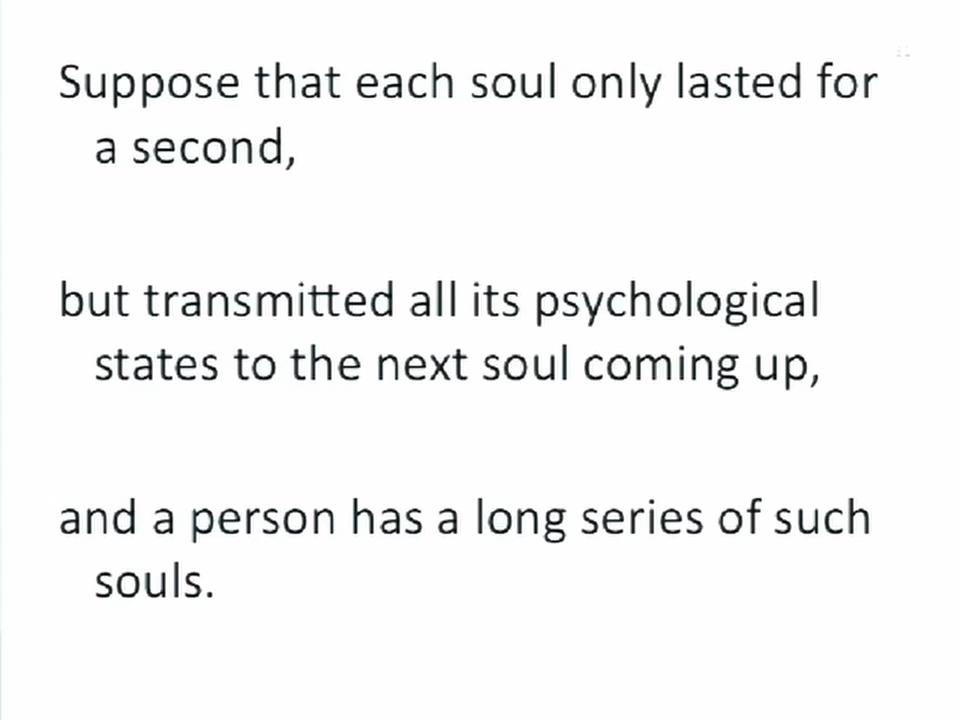 Suppose that each soul only lasted for
a second,
but transmitted all its psychological
states to the next soul coming up,
and a person has a long series of such
souls.